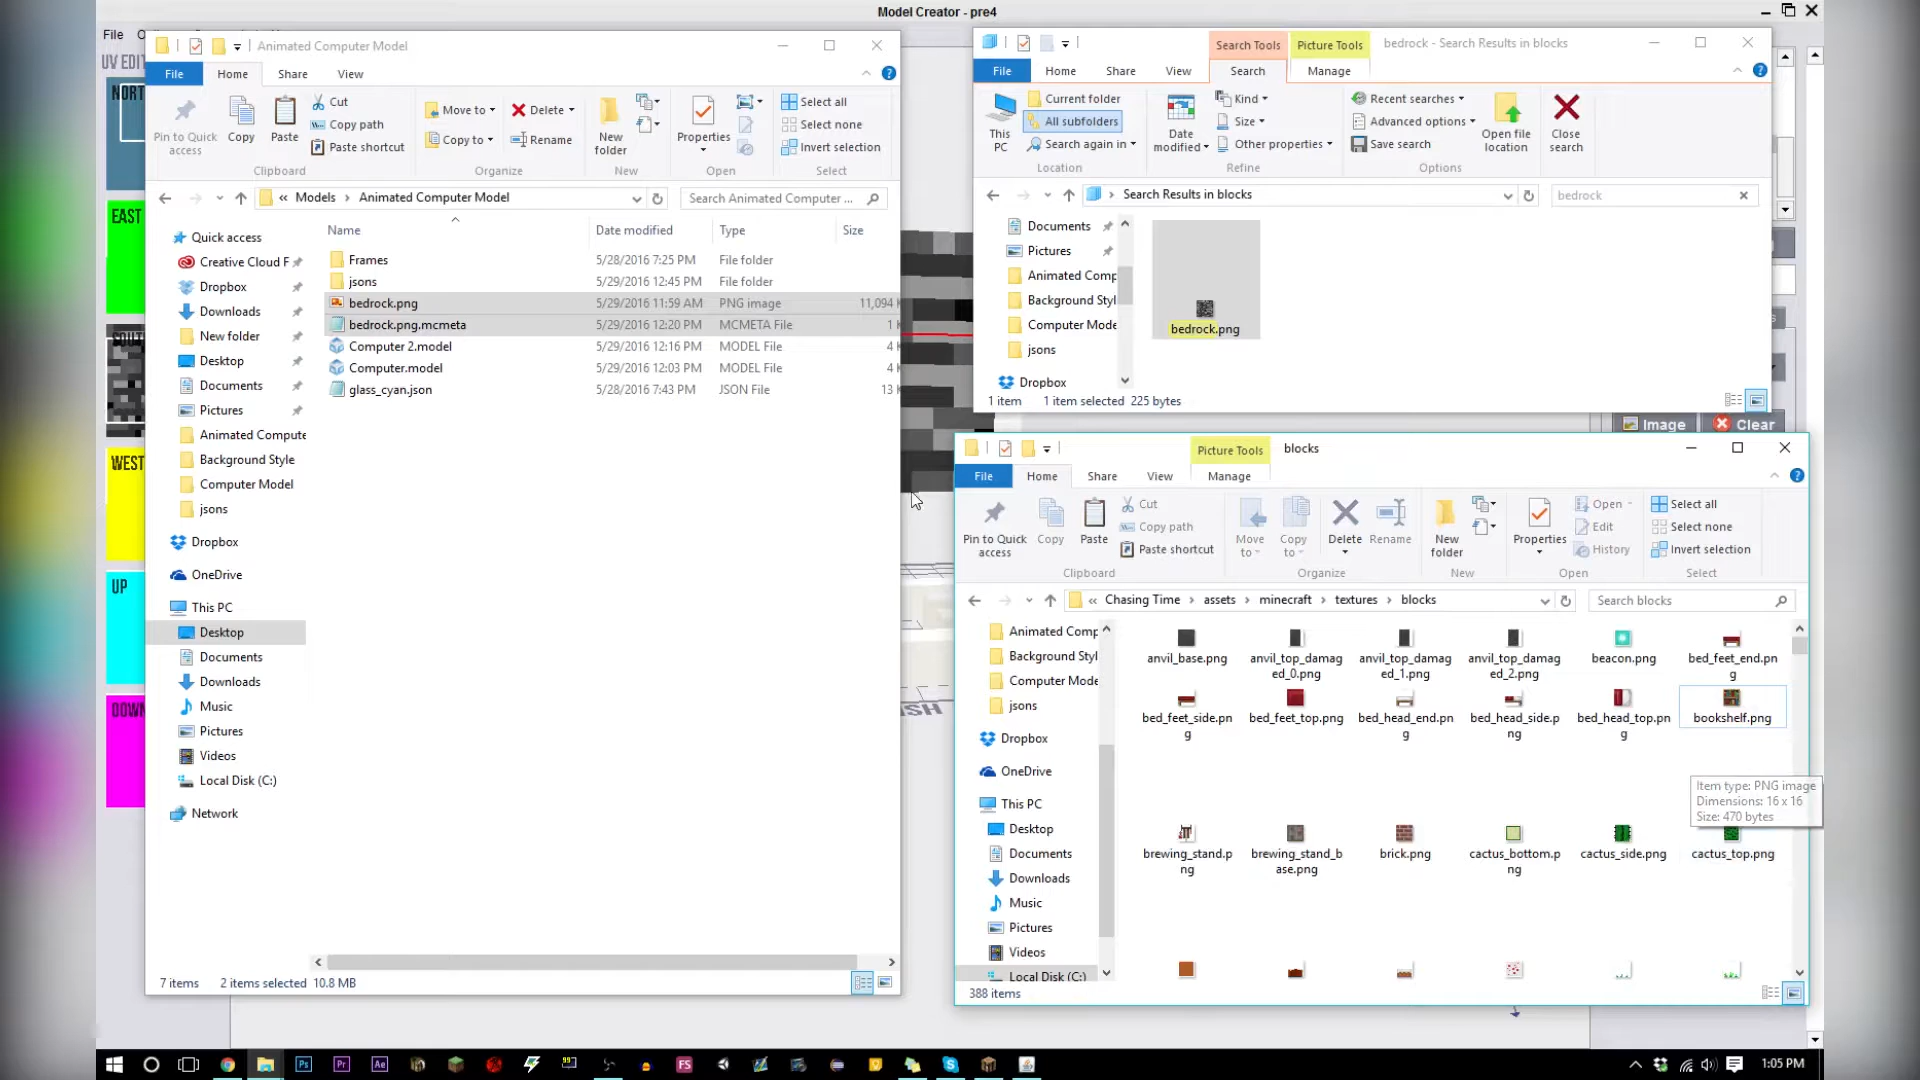 Model Creator - pre4
File
UV EDIT
NORT
EAST
SOUTH
WEST
UP
DOWN
Animated Computer Model
File Home Share View
Pin to Quick access
Copy
Paste
Cut
Copy path
Paste shortcut
Clipboard
Move to
Copy to
Delete
Rename
Organize
New folder
New
Properties
Open
Select all
Select none
Invert selection
Select
« Models > Animated Computer Model
Search Animated Computer ...
Name Date modified Type Size
Quick access
Creative Cloud F
Dropbox
Downloads
New folder
Desktop
Documents
Pictures
Animated Compute
Background Style
Computer Model
jsons
Dropbox
OneDrive
This PC
Desktop
Documents
Downloads
Music
Pictures
Videos
Local Disk (C:)
Network
Frames 5/28/2016 7:25 PM File folder
jsons 5/29/2016 12:45 PM File folder
bedrock.png 5/29/2016 11:59 AM PNG image 11,094 K
bedrock.png.mcmeta 5/29/2016 12:20 PM MCMETA File 1 K
Computer 2.model 5/29/2016 12:16 PM MODEL File 4 K
Computer.model 5/29/2016 12:03 PM MODEL File 4 K
glass_cyan.json 5/28/2016 7:43 PM JSON File 13 K
7 items 2 items selected 10.8 MB
Search Tools Picture Tools bedrock - Search Results in blocks
File Home Share View Search Manage
This PC
Current folder
All subfolders
Search again in
Location
Date modified
Kind
Size
Other properties
Refine
Recent searches
Advanced options
Save search
Open file location
Options
Close search
Search Results in blocks
bedrock
Documents
Pictures
Animated Comp
Background Styl
Computer Mode
jsons
Dropbox
bedrock.png
1 item 1 item selected 225 bytes
Image Clear
Picture Tools blocks
File Home Share View Manage
Pin to Quick access
Copy
Paste
Cut
Copy path
Paste shortcut
Clipboard
Move to
Copy to
Delete
Rename
Organize
New folder
New
Properties
Open
Edit
History
Open
Select all
Select none
Invert selection
Select
« Chasing Time > assets > minecraft > textures > blocks
Search blocks
Animated Comp
Background Styl
Computer Mode
jsons
Dropbox
OneDrive
This PC
Desktop
Documents
Downloads
Music
Pictures
Videos
Local Disk (C:)
anvil_base.png
anvil_top_damaged_0.png
anvil_top_damaged_1.png
anvil_top_damaged_2.png
beacon.png
bed_feet_end.png
bed_feet_side.png
bed_feet_top.png
bed_head_end.png
bed_head_side.png
bed_head_top.png
bookshelf.png
Item type: PNG image
Dimensions: 16 x 16
Size: 470 bytes
brewing_stand.png
brewing_stand_base.png
brick.png
cactus_bottom.png
cactus_side.png
cactus_top.png
388 items
Ps Pr Ae FS
1:05 PM